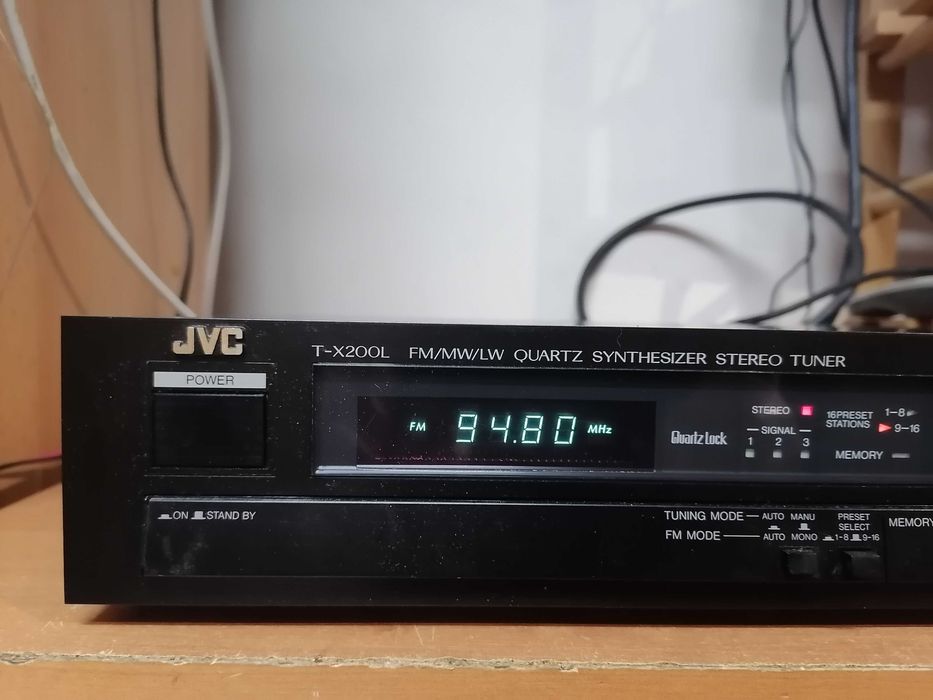 JVC
POWER
T-X200L FM/MW/LW QUARTZ SYNTHESIZER STEREO TUNER
FM 94.80 MHz
Quartz Lock
STEREO
SIGNAL
1 2 3
16PRESET
STATIONS
1-8
9-16
MEMORY
ON STAND BY
TUNING MODE AUTO MANU
FM MODE AUTO MONO
PRESET
SELECT
1-8 9-16
MEMORY